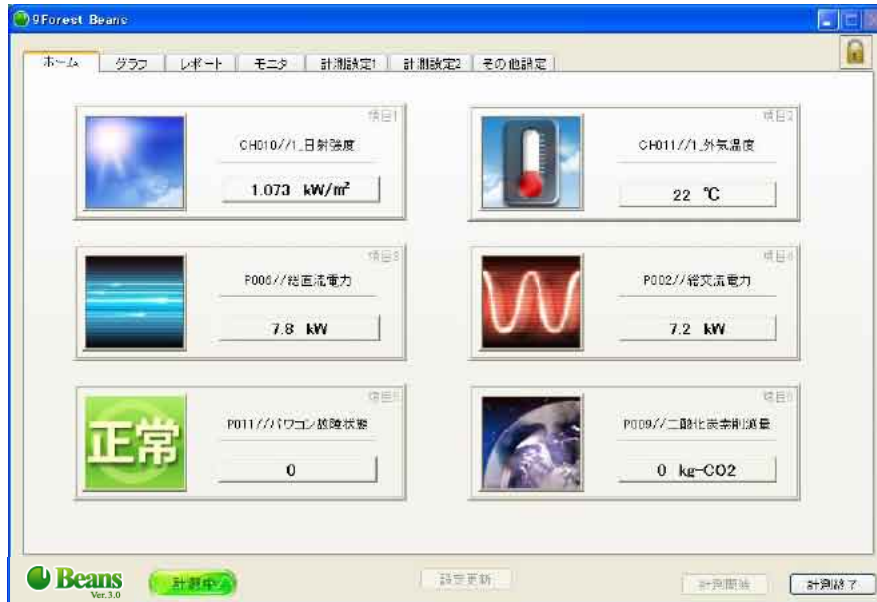 9Forest Beans
ホーム
グラフ
レポート
モニタ
計測設定1
計測設定2
その他設定
項目1
CH010//1_日射強度
1.073 kW/m²
項目2
CH011//1_外気温度
22 ℃
項目3
P006//総直流電力
7.8 kW
項目4
P002//総交流電力
7.2 kW
項目5
正常
P011//パワコン故障状態
0
項目6
P009//二酸化炭素削減量
0 kg-CO2
Beans
Ver.3.0
計測中
設定更新
計測開始
計測終了